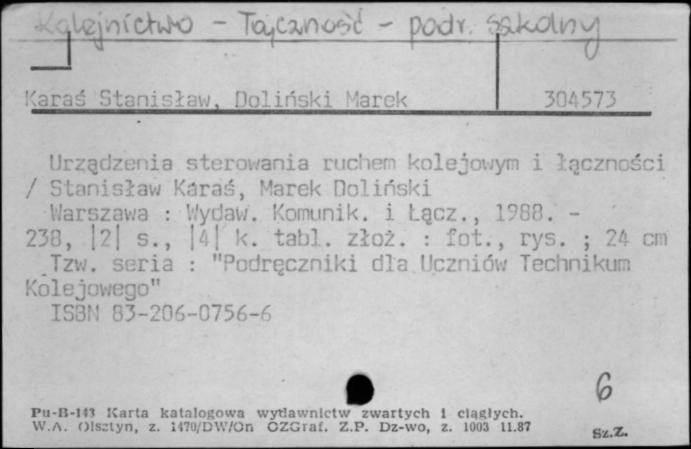 Kolejnictwo - Łączność - podr. szkolny
Karaś Stanisław, Doliński Marek 304573
Urządzenia sterowania ruchem kolejowym i łączności
/ Stanisław Karaś, Marek Doliński
Warszawa : Wydaw. Komunik. i Łącz., 1988. -
238, |2| s., |4| k. tabl. złoż. : fot., rys. ; 24 cm
Tzw. seria : "Podręczniki dla Uczniów Technikum
Kolejowego"
ISBN 83-206-0756-6
6
Pu-B-143 Karta katalogowa wydawnictw zwartych i ciągłych.
W.A. Olsztyn, z. 1470/DW/On OZGraf. Z.P. Dz-wo, z. 1003 11.87
Sz.Z.